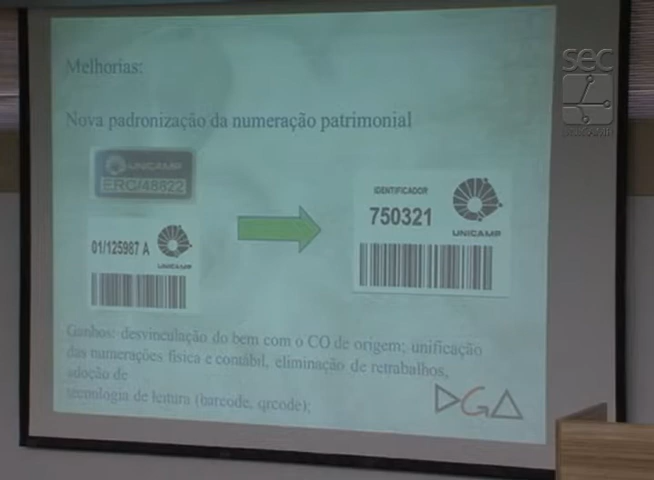 Melhorias:
Nova padronização da numeração patrimonial
UNICAMP
ERC/48822
01/125987 A
UNICAMP
IDENTIFICADOR
750321
UNICAMP
Ganhos: desvinculação do bem com o CO de origem; unificação
das numerações física e contábil, eliminação de retrabalhos,
adoção de
tecnologia de leitura (barcode, qrcode);
DGA
sec
UNICAMP